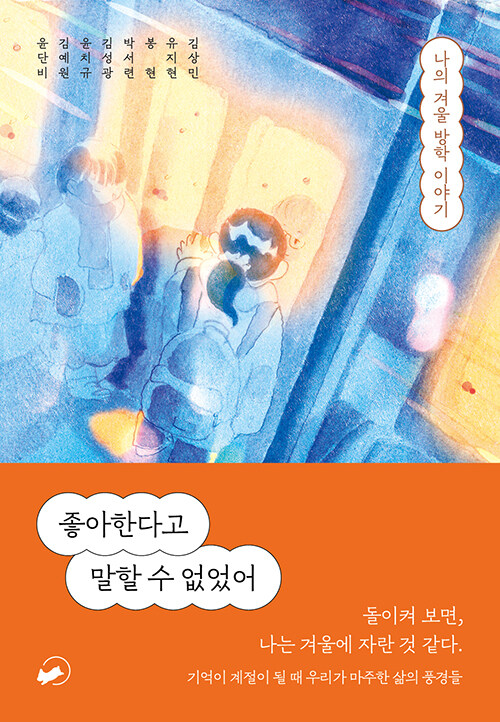 김상민
유지현
봉현
박서련
김성광
윤치규
김예원
윤단비
나의 겨울 방학 이야기
좋아한다고
말할 수 없었어
돌이켜 보면,
나는 겨울에 자란 것 같다.
기억이 계절이 될 때 우리가 마주한 삶의 풍경들